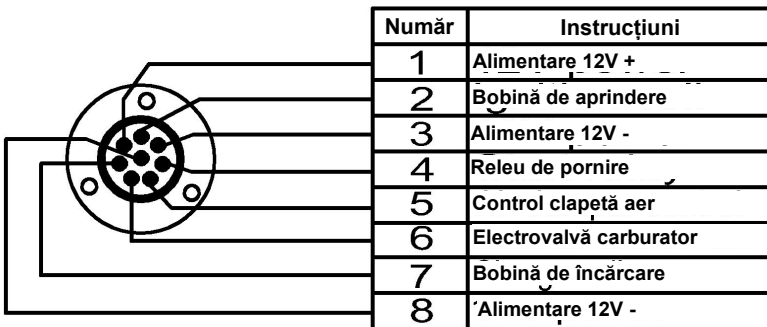 Număr Instrucțiuni
1 Alimentare 12V +
2 Bobină de aprindere
3 Alimentare 12V -
4 Releu de pornire
5 Control clapetă aer
6 Electrovalvă carburator
7 Bobină de încărcare
8 Alimentare 12V -